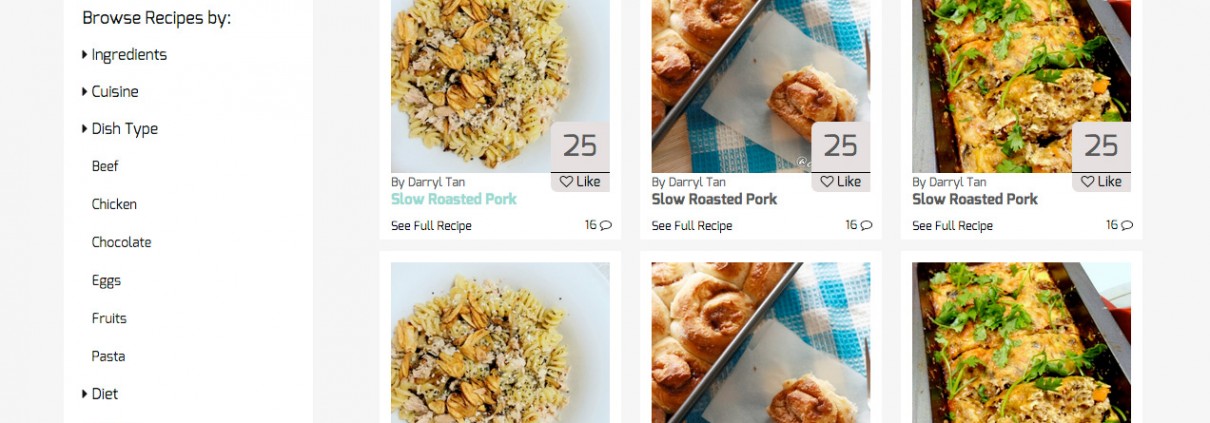 Browse Recipes by:
Ingredients
Cuisine
Dish Type
Beef
Chicken
Chocolate
Eggs
Fruits
Pasta
Diet
25
Like
By Darryl Tan
Slow Roasted Pork
See Full Recipe
16
25
Like
By Darryl Tan
Slow Roasted Pork
See Full Recipe
16
25
Like
By Darryl Tan
Slow Roasted Pork
See Full Recipe
16